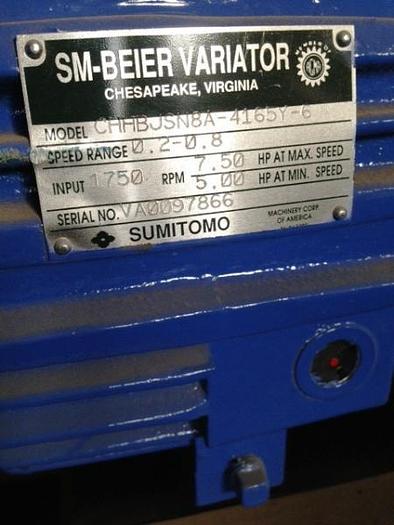 SM-BEIER VARIATOR
CHESAPEAKE, VIRGINIA
MODEL CHHBJSN8A-4165Y-6
SPEED RANGE 0.2-0.8
7.50 HP AT MAX. SPEED
INPUT 1750 RPM 5.00 HP AT MIN. SPEED
SERIAL NO. VA0097866
SUMITOMO MACHINERY CORP.
OF AMERICA